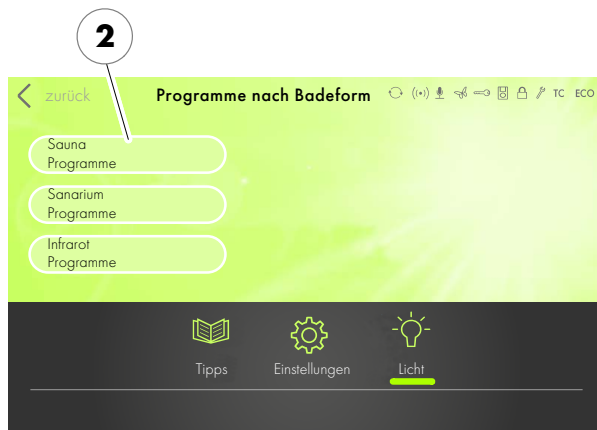 2
zurück Programme nach Badeform TC ECO
Sauna
Programme
Sanarium
Programme
Infrarot
Programme
Tipps Einstellungen Licht